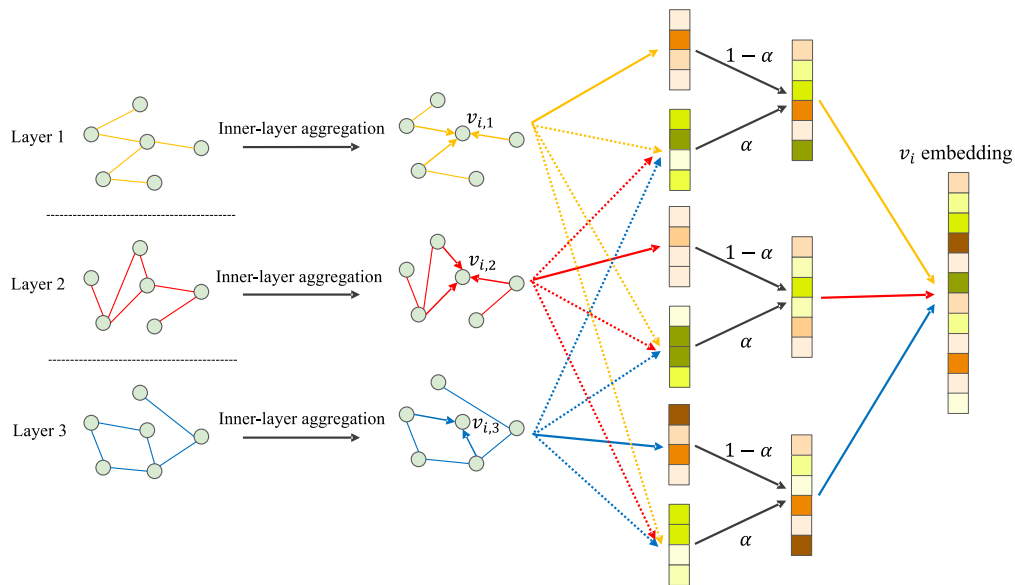 Layer 1
Inner-layer aggregation
v_{i,1}
1 − α
α
v_i embedding
Layer 2
Inner-layer aggregation
v_{i,2}
1 − α
α
Layer 3
Inner-layer aggregation
v_{i,3}
1 − α
α